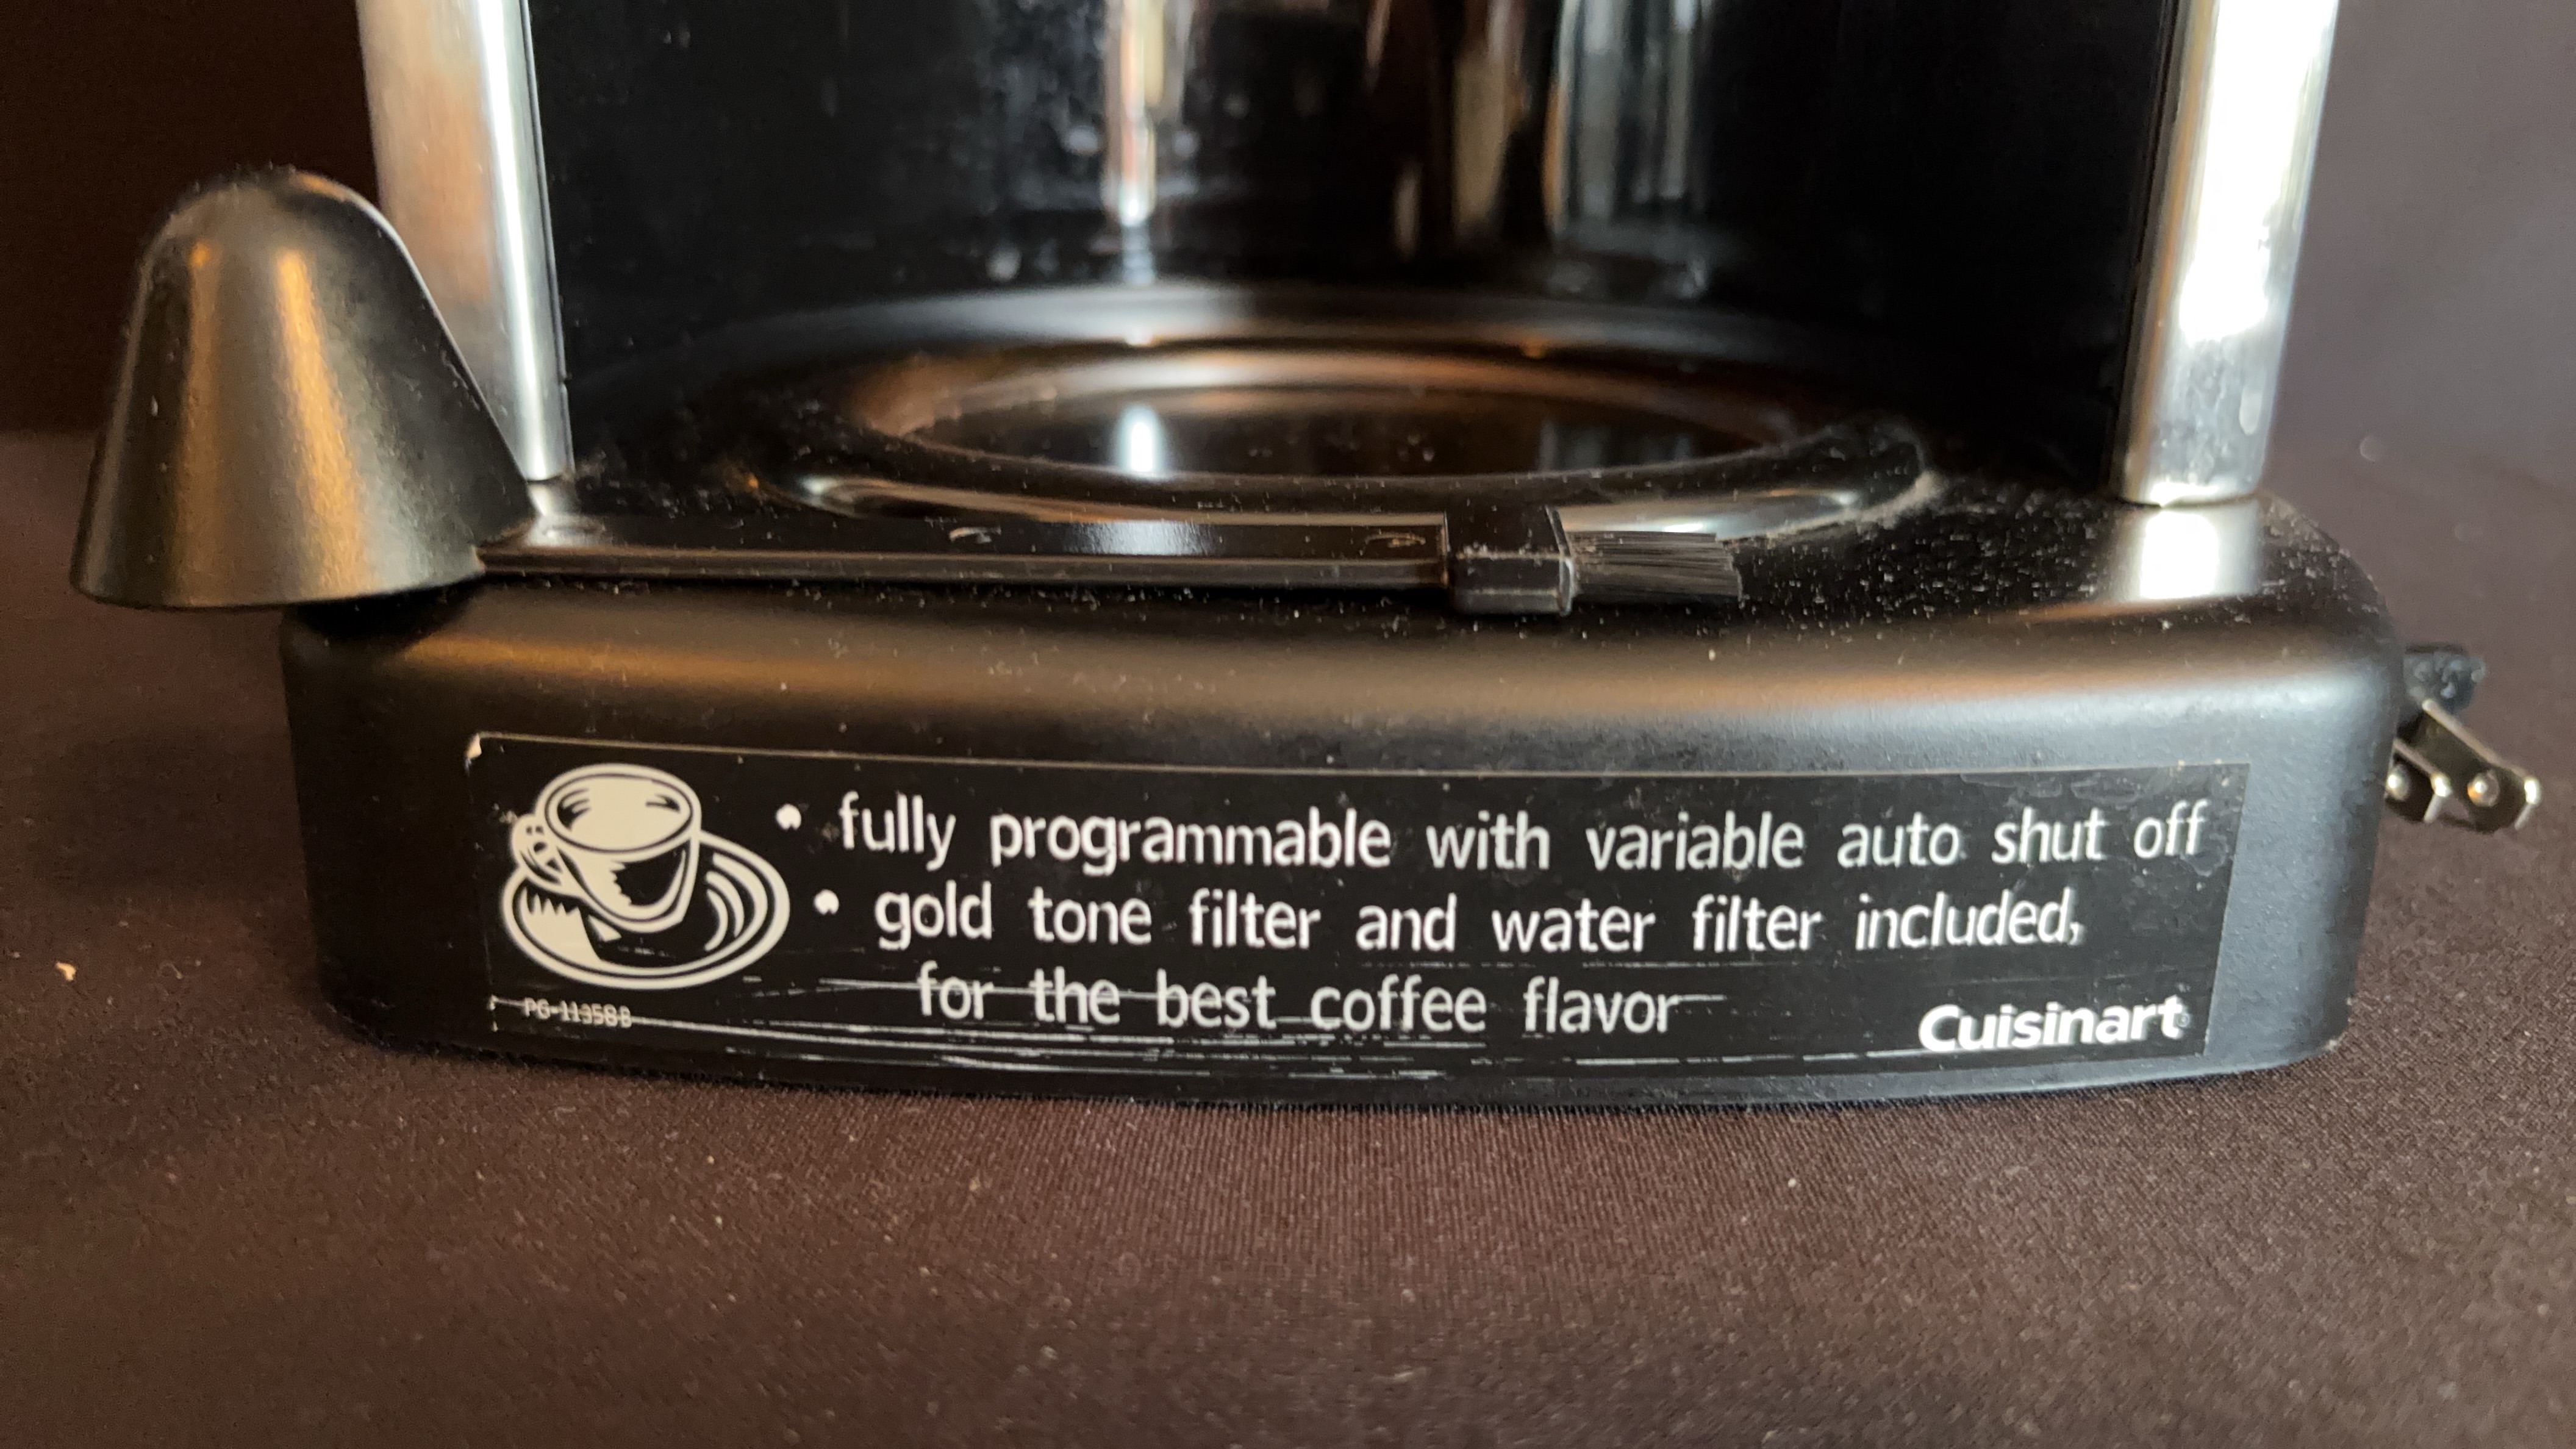 • fully programmable with variable auto shut off
• gold tone filter and water filter included,
for the best coffee flavor
PG-11358B
Cuisinart